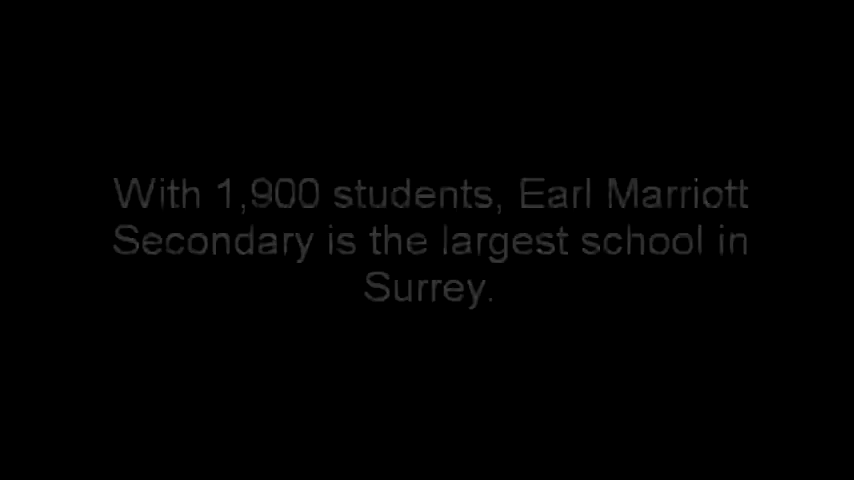 With 1,900 students, Earl Marriott
Secondary is the largest school in
Surrey.